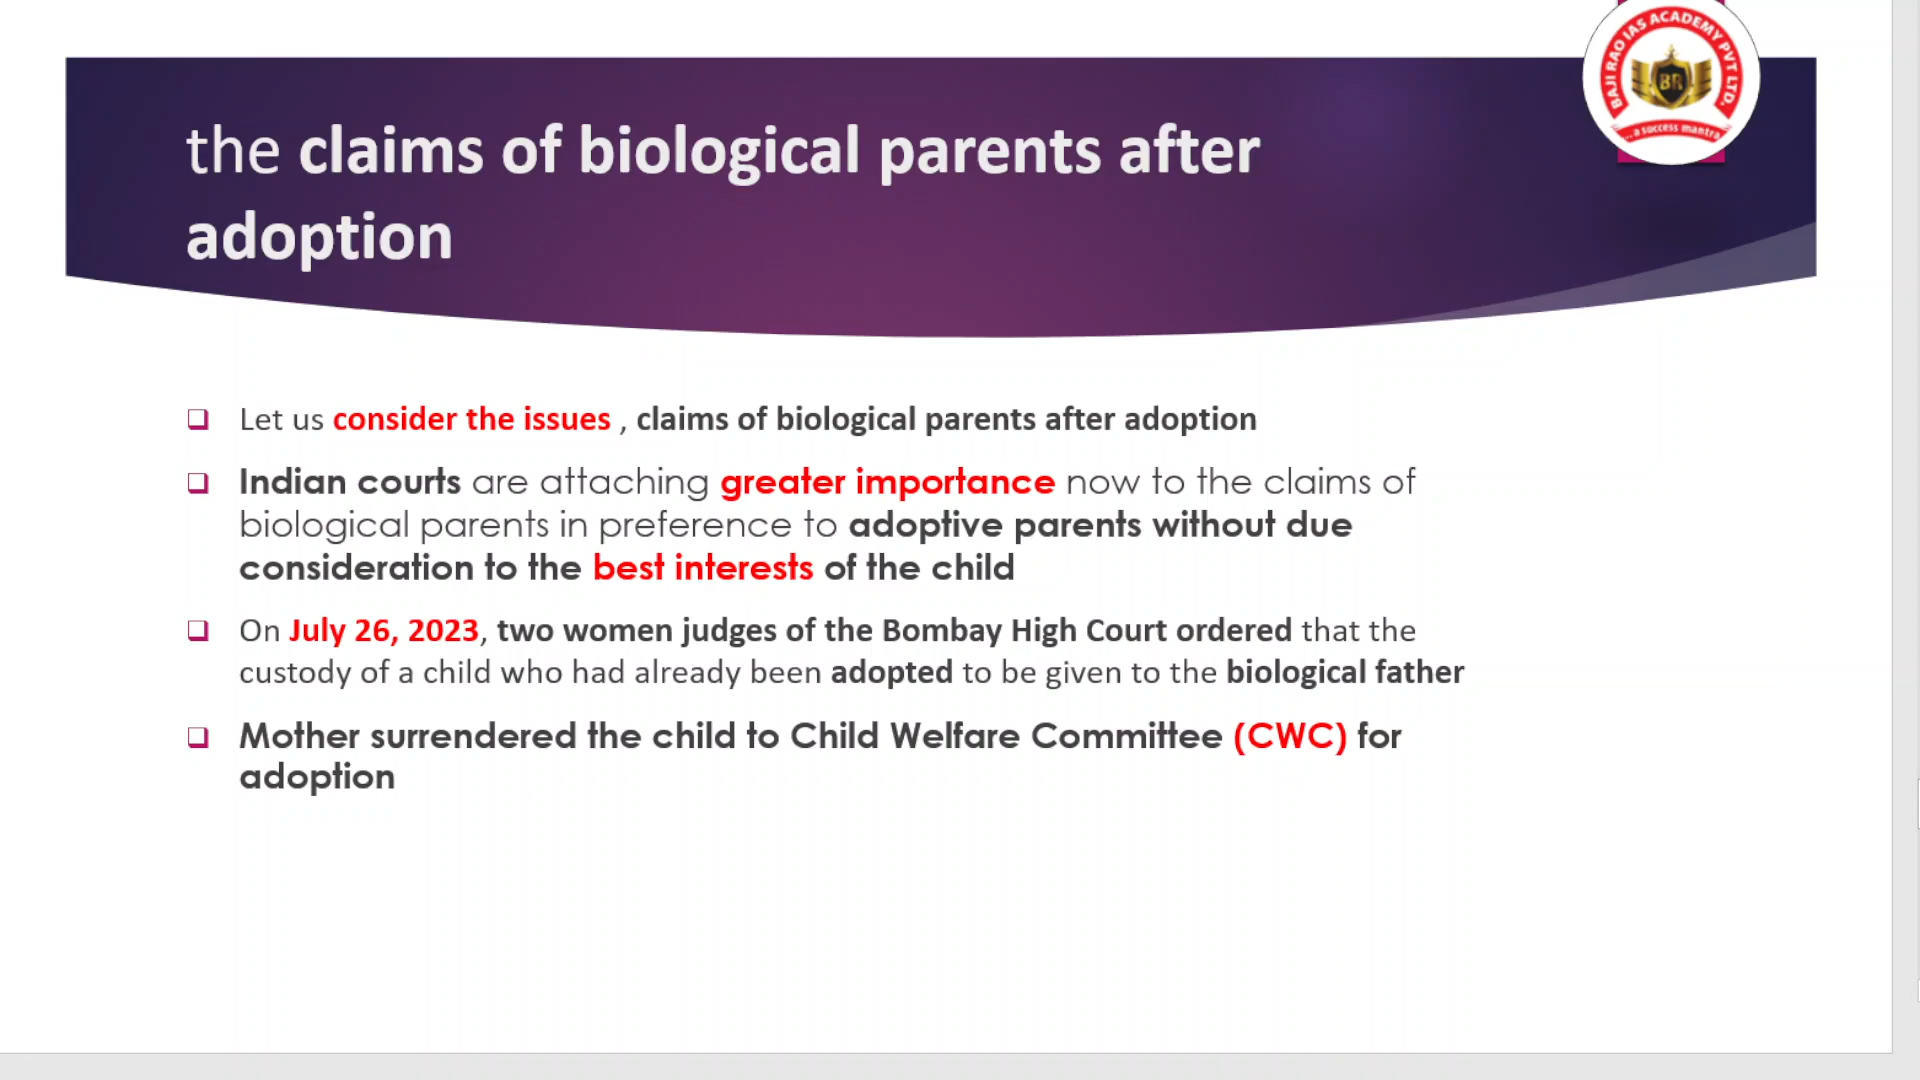 BAJI RAO IAS ACADEMY PVT LTD.
BR
...a success mantra
the claims of biological parents after
adoption
Let us consider the issues , claims of biological parents after adoption
Indian courts are attaching greater importance now to the claims of
biological parents in preference to adoptive parents without due
consideration to the best interests of the child
On July 26, 2023, two women judges of the Bombay High Court ordered that the
custody of a child who had already been adopted to be given to the biological father
Mother surrendered the child to Child Welfare Committee (CWC) for
adoption